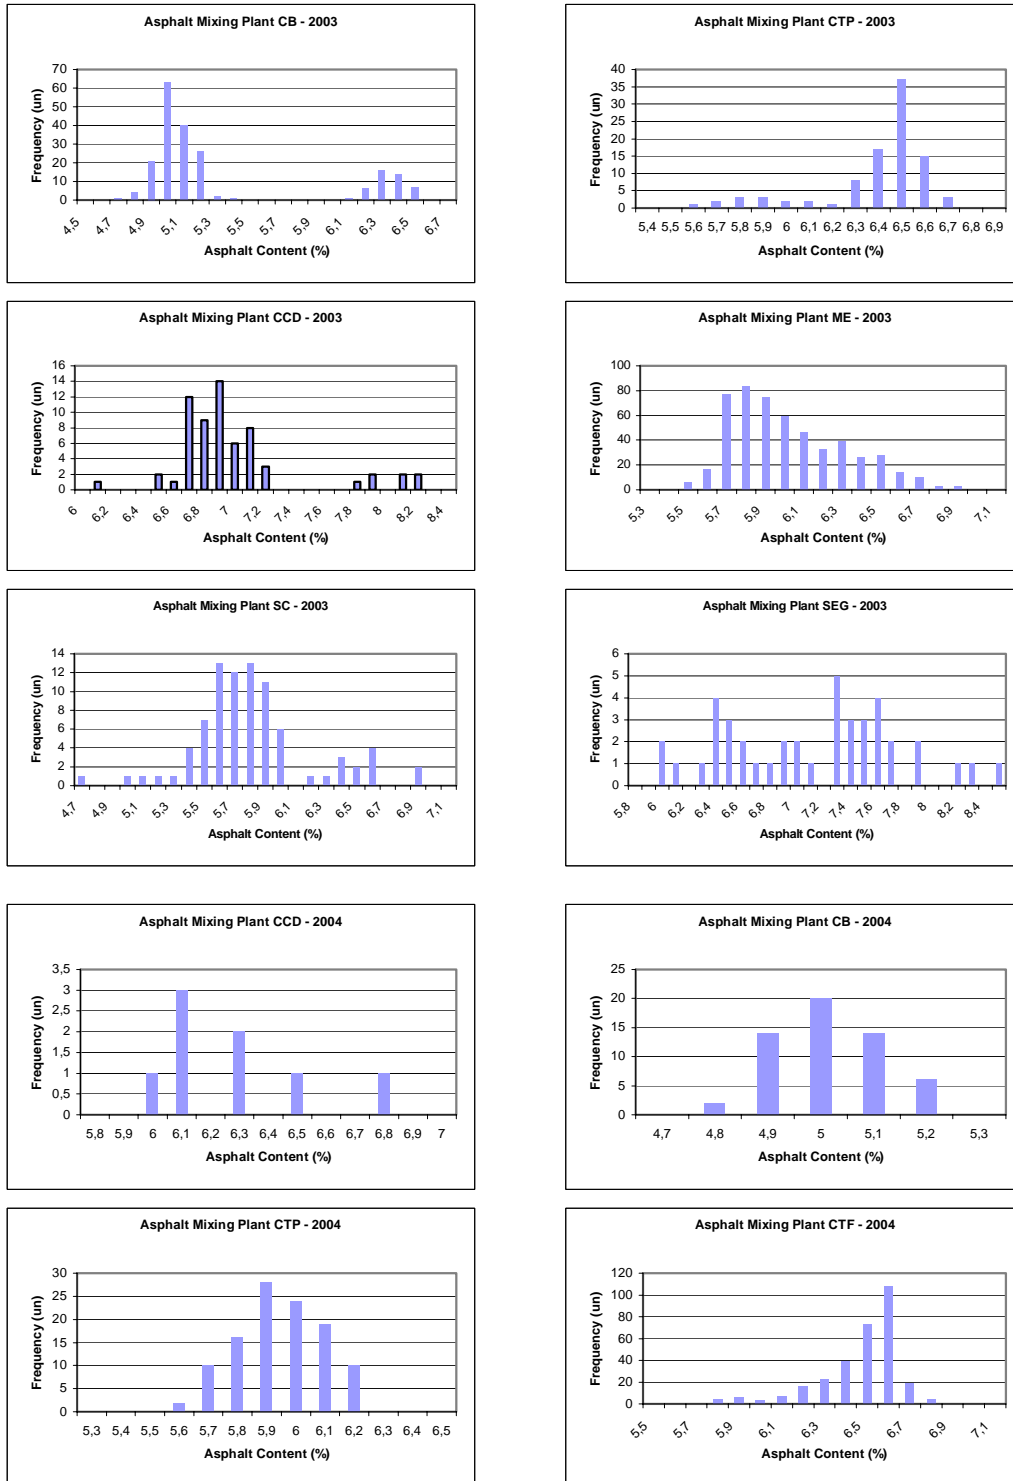 Asphalt Mixing Plant CB - 2003
Frequency (un)
70
60
50
40
30
20
10
0
4,5 4,7 4,9 5,1 5,3 5,5 5,7 5,9 6,1 6,3 6,5 6,7
Asphalt Content (%)
Asphalt Mixing Plant CTP - 2003
Frequency (un)
40
35
30
25
20
15
10
5
0
5,4 5,5 5,6 5,7 5,8 5,9 6 6,1 6,2 6,3 6,4 6,5 6,6 6,7 6,8 6,9
Asphalt Content (%)
Asphalt Mixing Plant CCD - 2003
Frequency (un)
16
14
12
10
8
6
4
2
0
6 6,2 6,4 6,6 6,8 7 7,2 7,4 7,6 7,8 8 8,2 8,4
Asphalt Content (%)
Asphalt Mixing Plant ME - 2003
Frequency (un)
100
80
60
40
20
0
5,3 5,5 5,7 5,9 6,1 6,3 6,5 6,7 6,9 7,1
Asphalt Content (%)
Asphalt Mixing Plant SC - 2003
Frequency (un)
14
12
10
8
6
4
2
0
4,7 4,9 5,1 5,3 5,5 5,7 5,9 6,1 6,3 6,5 6,7 6,9 7,1
Asphalt Content (%)
Asphalt Mixing Plant SEG - 2003
Frequency (un)
6
5
4
3
2
1
0
5,8 6 6,2 6,4 6,6 6,8 7 7,2 7,4 7,6 7,8 8 8,2 8,4
Asphalt Content (%)
Asphalt Mixing Plant CCD - 2004
Frequency (un)
3,5
3
2,5
2
1,5
1
0,5
0
5,8 5,9 6 6,1 6,2 6,3 6,4 6,5 6,6 6,7 6,8 6,9 7
Asphalt Content (%)
Asphalt Mixing Plant CB - 2004
Frequency (un)
25
20
15
10
5
0
4,7 4,8 4,9 5 5,1 5,2 5,3
Asphalt Content (%)
Asphalt Mixing Plant CTP - 2004
Frequency (un)
30
25
20
15
10
5
0
5,3 5,4 5,5 5,6 5,7 5,8 5,9 6 6,1 6,2 6,3 6,4 6,5
Asphalt Content (%)
Asphalt Mixing Plant CTF - 2004
Frequency (un)
120
100
80
60
40
20
0
5,5 5,7 5,9 6,1 6,3 6,5 6,7 6,9 7,1
Asphalt Content (%)